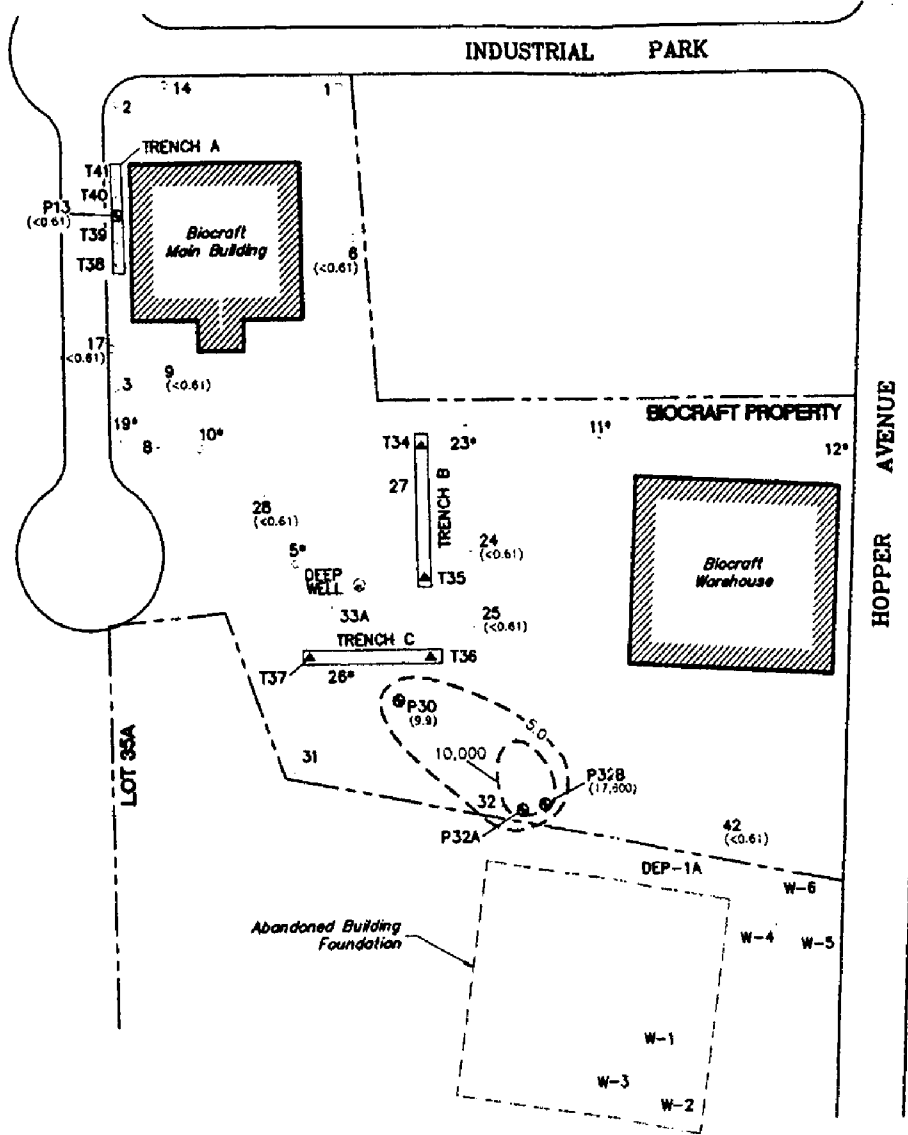 INDUSTRIAL PARK
14
1
2
TRENCH A
T41
T40
P13
(<0.61)
T39
T38
Biocraft
Main Building
6
(<0.61)
17
<0.61)
3
9
(<0.61)
19*
8
10*
BIOCRAFT PROPERTY
HOPPER AVENUE
T34
23*
11*
12*
27
TRENCH B
28
(<0.61)
24
(<0.61)
5*
DEEP
WELL
T35
Biocraft
Warehouse
33A
25
(<0.61)
TRENCH C
T36
T37
26*
P30
(9.9)
5.0
LOT 35A
31
10,000
P32B
(17,600)
32
P32A
42
(<0.61)
DEP-1A
W-6
Abandoned Building
Foundation
W-4
W-5
W-1
W-3
W-2